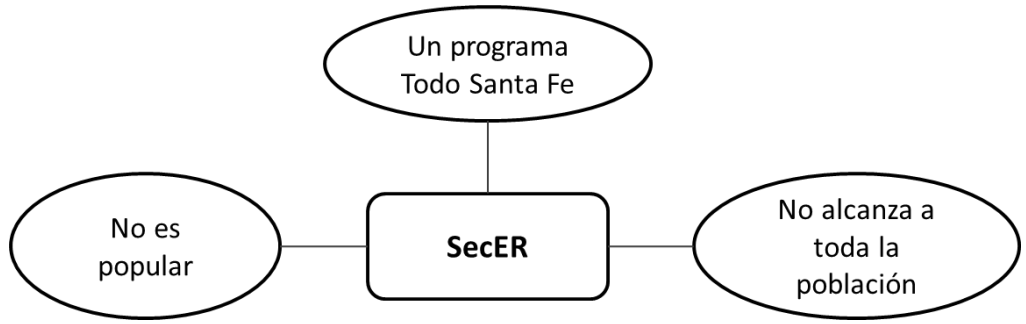 Un programa
Todo Santa Fe
No es
popular
SecER
No alcanza a
toda la
población